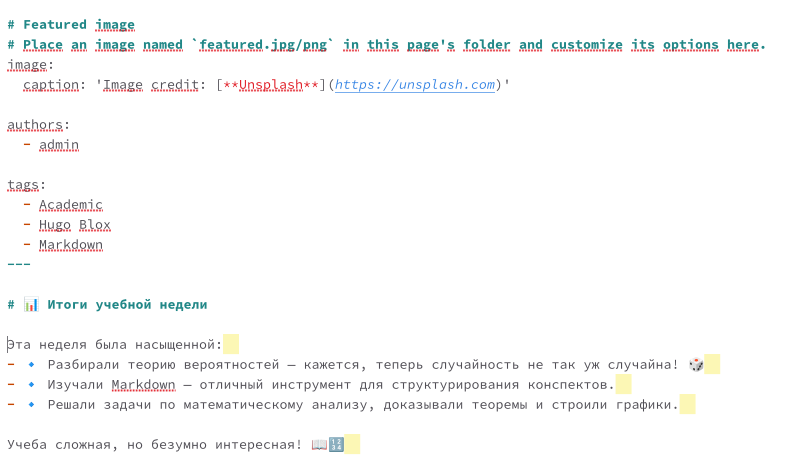 # Featured image
# Place an image named `featured.jpg/png` in this page's folder and customize its options here.
image:
  caption: 'Image credit: [**Unsplash**](https://unsplash.com)'

authors:
  - admin

tags:
  - Academic
  - Hugo Blox
  - Markdown
---

# 📊 Итоги учебной недели

Эта неделя была насыщенной:
- 🔹 Разбирали теорию вероятностей — кажется, теперь случайность не так уж случайна! 🎲
- 🔹 Изучали Markdown — отличный инструмент для структурирования конспектов.
- 🔹 Решали задачи по математическому анализу, доказывали теоремы и строили графики.

Учеба сложная, но безумно интересная! 📖🔢